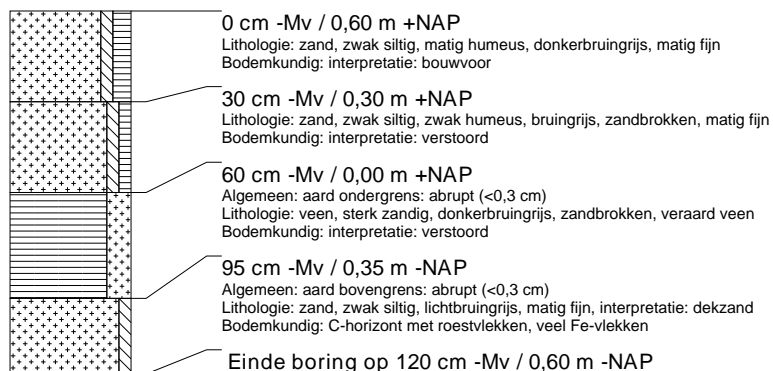 0 cm -Mv / 0,60 m +NAP
Lithologie: zand, zwak siltig, matig humeus, donkerbruingrijs, matig fijn
Bodemkundig: interpretatie: bouwvoor
30 cm -Mv / 0,30 m +NAP
Lithologie: zand, zwak siltig, zwak humeus, bruingrijs, zandbrokken, matig fijn
Bodemkundig: interpretatie: verstoord
60 cm -Mv / 0,00 m +NAP
Algemeen: aard ondergrens: abrupt (<0,3 cm)
Lithologie: veen, sterk zandig, donkerbruingrijs, zandbrokken, veraard veen
Bodemkundig: interpretatie: verstoord
95 cm -Mv / 0,35 m -NAP
Algemeen: aard bovengrens: abrupt (<0,3 cm)
Lithologie: zand, zwak siltig, lichtbruingrijs, matig fijn, interpretatie: dekzand
Bodemkundig: C-horizont met roestvlekken, veel Fe-vlekken
Einde boring op 120 cm -Mv / 0,60 m -NAP